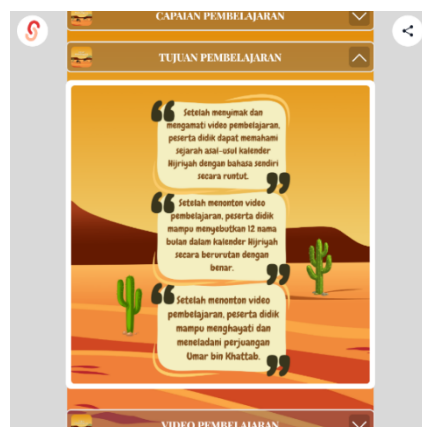 CAPAIAN PEMBELAJARAN
TUJUAN PEMBELAJARAN
Setelah menyimak dan
mengamati video pembelajaran,
peserta didik dapat memahami
sejarah asal-usul kalender
Hijriyah dengan bahasa sendiri
secara runtut.
Setelah menonton video
pembelajaran, peserta didik
mampu menyebutkan 12 nama
bulan dalam kalender Hijriyah
secara berurutan dengan
benar.
Setelah menonton video
pembelajaran, peserta didik
mampu menghayati dan
meneladani perjuangan
Umar bin Khattab.
VIDEO PEMBELAJARAN